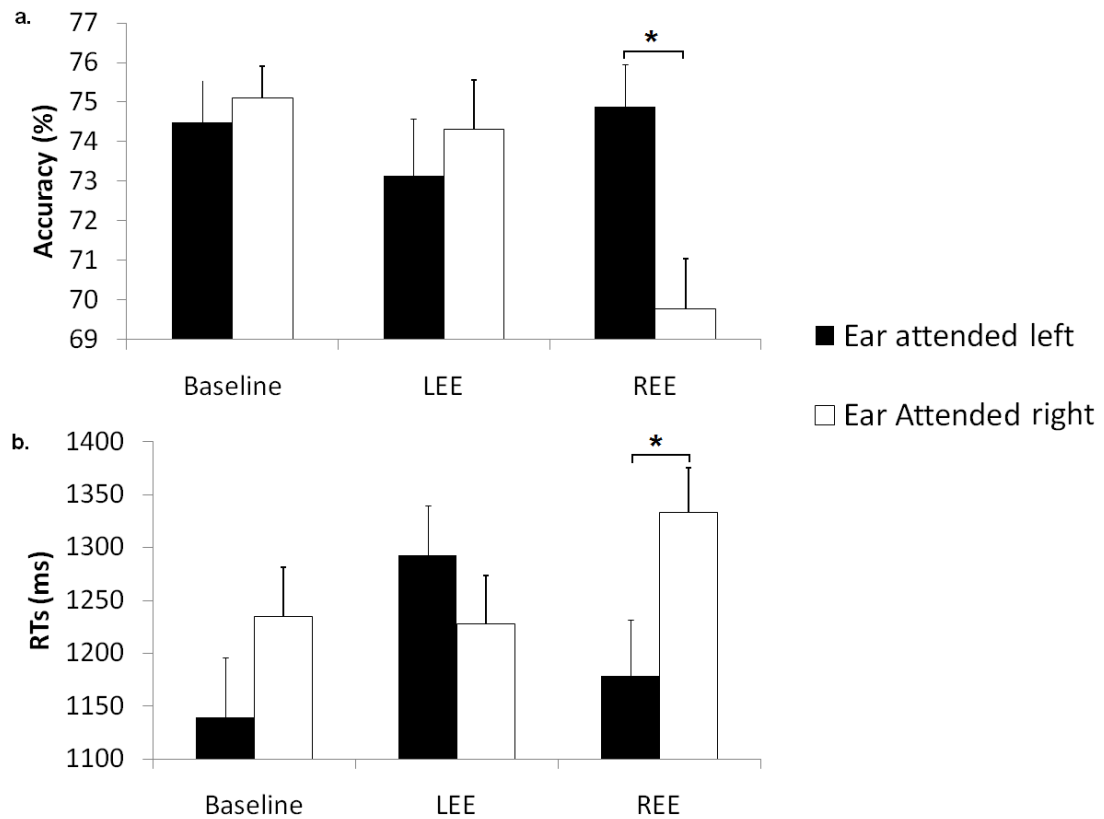 a.
Accuracy (%)
77
76
75
74
73
72
71
70
69
*
Baseline LEE REE
Ear attended left
Ear Attended right
b.
RTs (ms)
1400
1350
1300
1250
1200
1150
1100
*
Baseline LEE REE